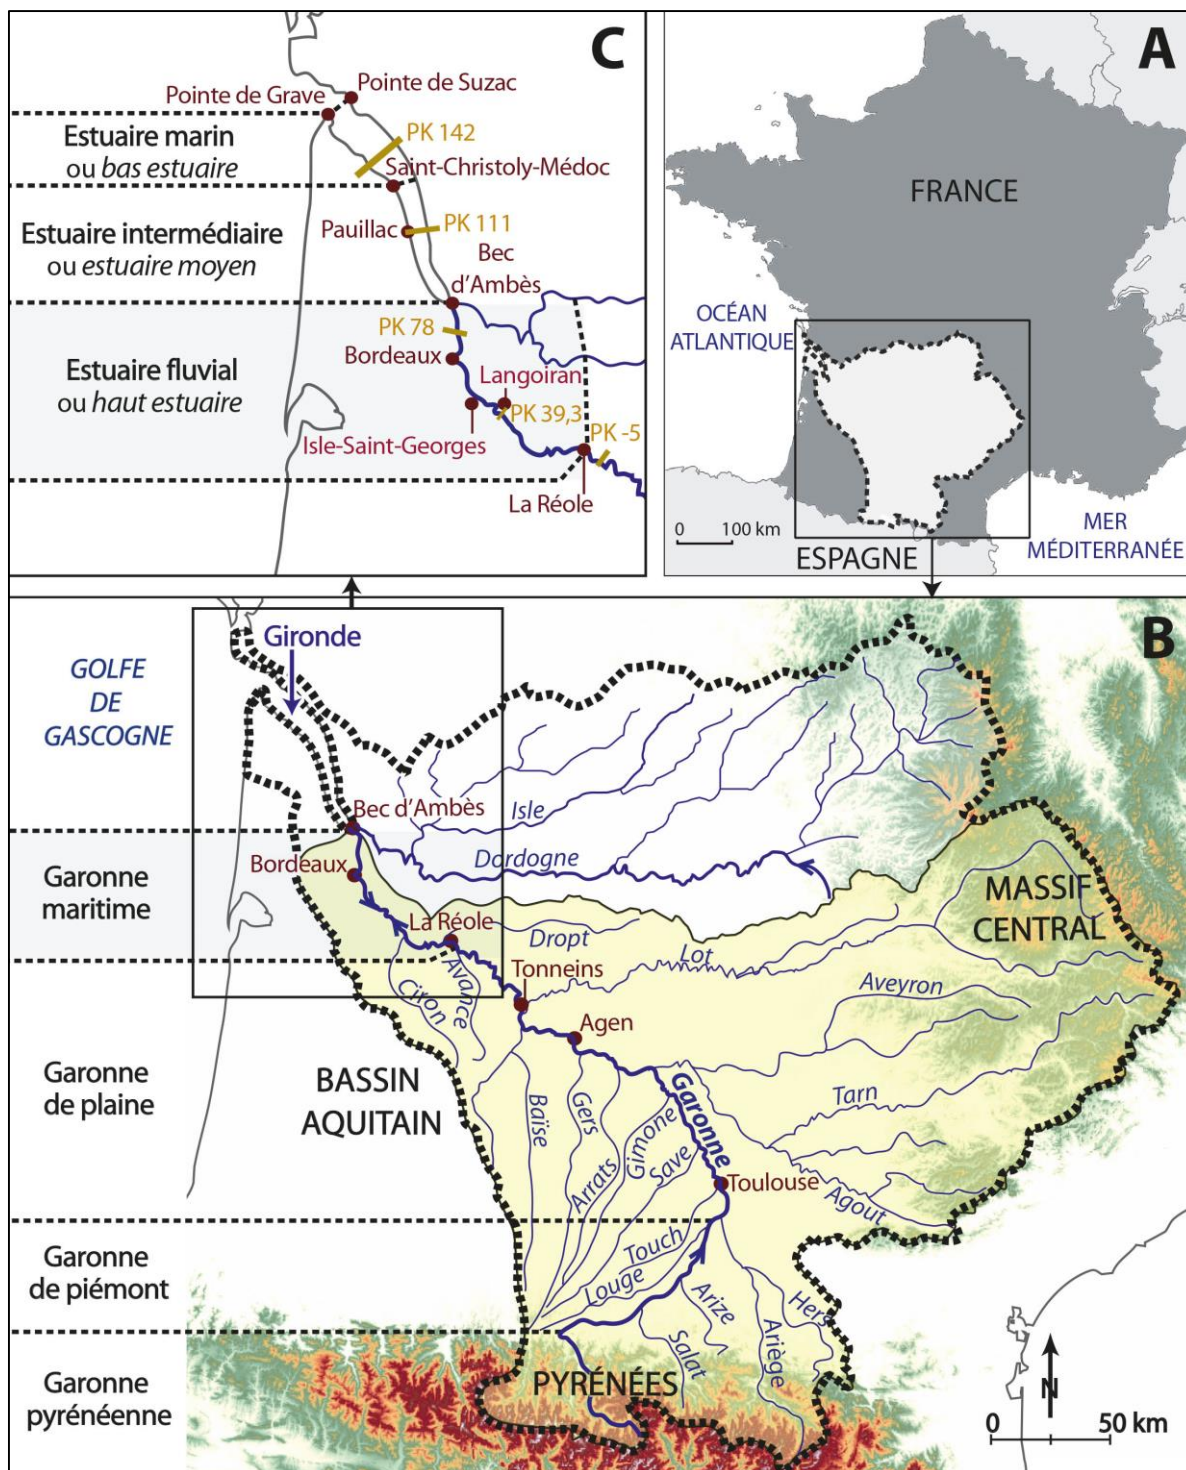 C
Pointe de Suzac
Pointe de Grave
Estuaire marin
ou bas estuaire
PK 142
Saint-Christoly-Médoc
Estuaire intermédiaire
ou estuaire moyen
Pauillac
PK 111
Bec
d'Ambès
PK 78
Bordeaux
Estuaire fluvial
ou haut estuaire
Langoiran
PK 39,3
PK -5
Isle-Saint-Georges
La Réole
A
FRANCE
OCÉAN
ATLANTIQUE
0 100 km
ESPAGNE
MER
MÉDITERRANÉE
B
Gironde
GOLFE
DE
GASCOGNE
Bec d'Ambès
Isle
Dordogne
Bordeaux
Garonne
maritime
La Réole
Dropt
Lot
MASSIF
CENTRAL
Avance
Ciron
Tonneins
Aveyron
Agen
Garonne
de plaine
BASSIN
AQUITAIN
Baïse
Gers
Arrats
Gimone
Save
Garonne
Tarn
Toulouse
Agout
Garonne
de piémont
Touch
Louge
Arize
Salat
Ariège
Hers
Garonne
pyrénéenne
PYRÉNÉES
N
0 50 km